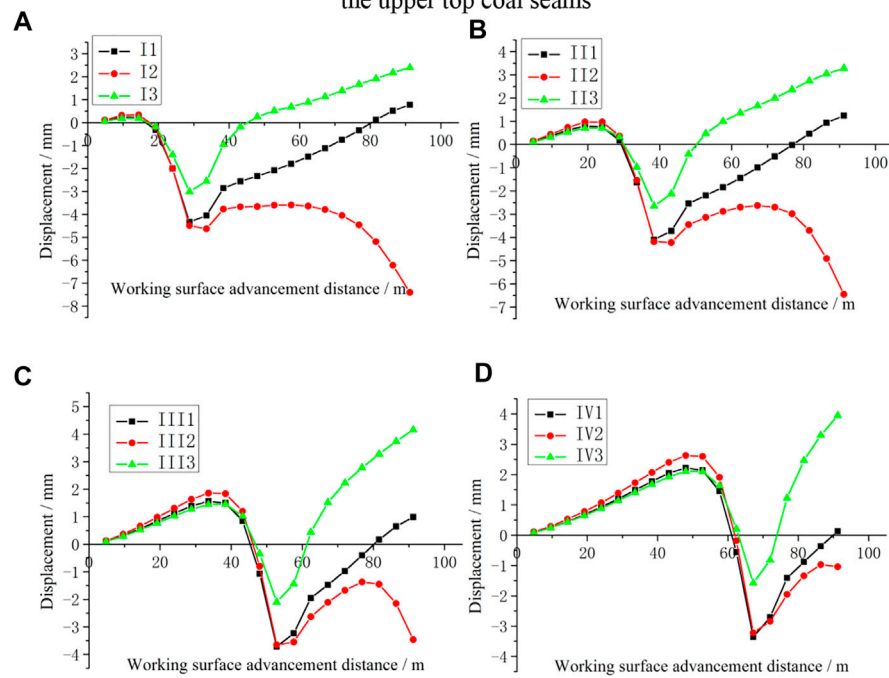 the upper top coal seams
A
I1
I2
I3
3
2
1
0
-1
-2
-3
-4
-5
-6
-7
-8
0
20
40
60
80
100
Displacement / mm
Working surface advancement distance / m
B
II1
II2
II3
4
3
2
1
0
-1
-2
-3
-4
-5
-6
-7
0
20
40
60
80
100
Displacement / mm
Working surface advancement distance / m
C
III1
III2
III3
5
4
3
2
1
0
-1
-2
-3
-4
0
20
40
60
80
100
Displacement / mm
Working surface advancement distance / m
D
IV1
IV2
IV3
4
3
2
1
0
-1
-2
-3
-4
0
20
40
60
80
100
Displacement / mm
Working surface advancement distance / m